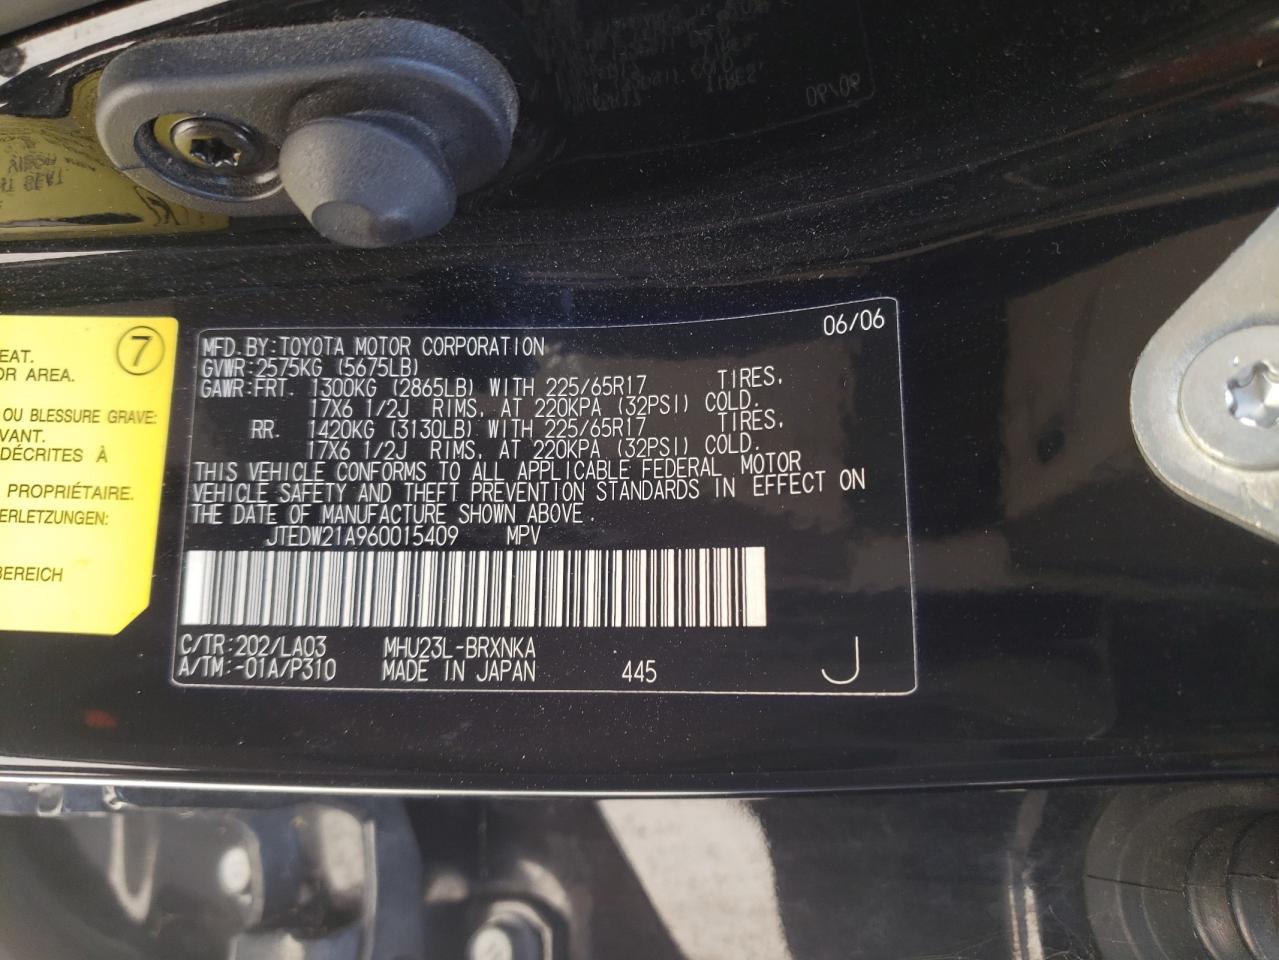 7
EAT.
OR AREA.
OU BLESSURE GRAVE:
VANT.
DÉCRITES À
PROPRIÉTAIRE.
ERLETZUNGEN:
BEREICH
06/06
MFD.BY:TOYOTA MOTOR CORPORATION
GVWR:2575KG (5675LB)
GAWR:FRT. 1300KG (2865LB) WITH 225/65R17 TIRES.
17X6 1/2J RIMS. AT 220KPA (32PSI) COLD.
RR. 1420KG (3130LB) WITH 225/65R17 TIRES.
17X6 1/2J RIMS. AT 220KPA (32PSI) COLD.
THIS VEHICLE CONFORMS TO ALL APPLICABLE FEDERAL MOTOR
VEHICLE SAFETY AND THEFT PREVENTION STANDARDS IN EFFECT ON
THE DATE OF MANUFACTURE SHOWN ABOVE.
JTEDW21A960015409 MPV
C/TR:202/LA03 MHU23L-BRXNKA
A/TM:-01A/P310 MADE IN JAPAN 445 J